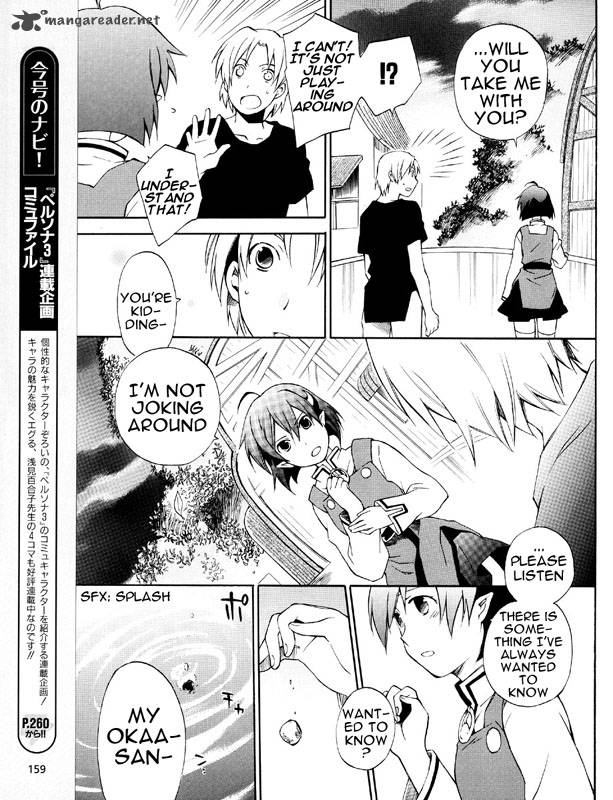 mangareader.net
...WILL
YOU
TAKE ME
WITH
YOU?
!?
I CAN'T!
IT'S NOT
JUST
PLAY-
ING
AROUND
I
UNDER-
STAND
THAT!
YOU'RE
KID-
DING-
I'M NOT
JOKING
AROUND
...
PLEASE
LISTEN
THERE IS
SOME-
THING I'VE
ALWAYS
WANTED
TO
KNOW
WANT-
ED TO
KNOW?
SFX: SPLASH
ポチャ
MY
OKAA-
SAN-
今号のナビ!
『ペルソナ3』連載企画
コミュファイル
個性的なキャラクターぞろいの、「ペルソナ3」のコミュキャラクターを紹介する連載企画!
キャラの魅力を鋭くエグる、浅見百合子先生の4コマも好評連載中なのです!!
P.260
から!!
159